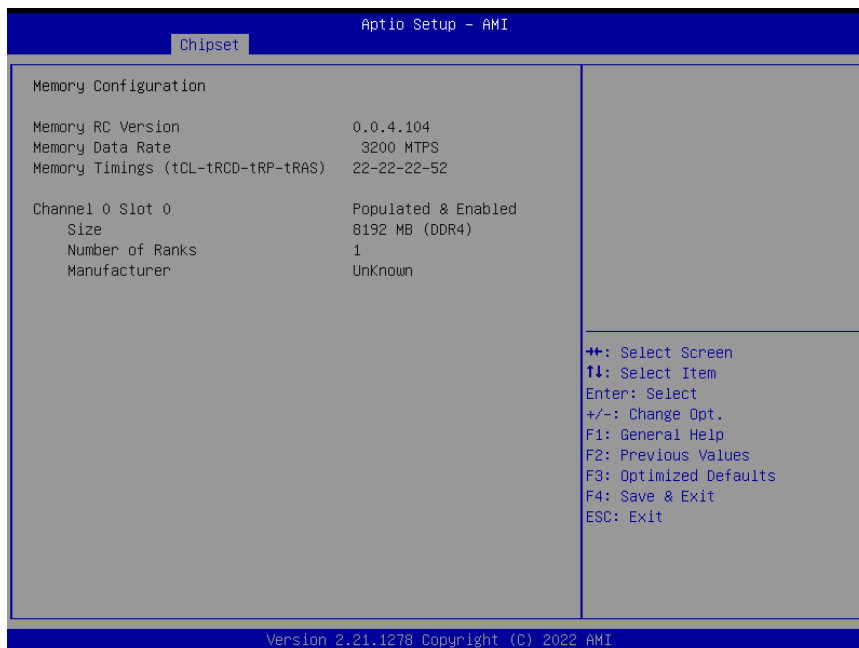 Aptio Setup – AMI
Chipset
Memory Configuration
Memory RC Version 0.0.4.104
Memory Data Rate 3200 MTPS
Memory Timings (tCL-tRCD-tRP-tRAS) 22-22-22-52
Channel 0 Slot 0 Populated & Enabled
Size 8192 MB (DDR4)
Number of Ranks 1
Manufacturer UnKnown
→←: Select Screen
↑↓: Select Item
Enter: Select
+/-: Change Opt.
F1: General Help
F2: Previous Values
F3: Optimized Defaults
F4: Save & Exit
ESC: Exit
Version 2.21.1278 Copyright (C) 2022 AMI